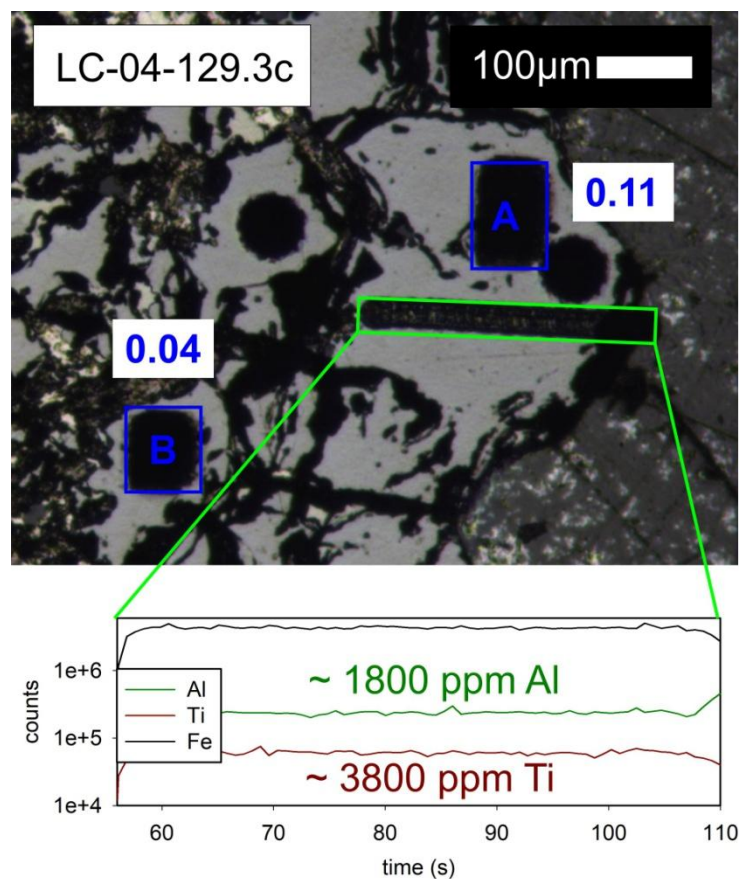 LC-04-129.3c
100µm
A
0.11
0.04
B
1e+6
1e+5
1e+4
counts
Al
Ti
Fe
~ 1800 ppm Al
~ 3800 ppm Ti
60 70 80 90 100 110
time (s)